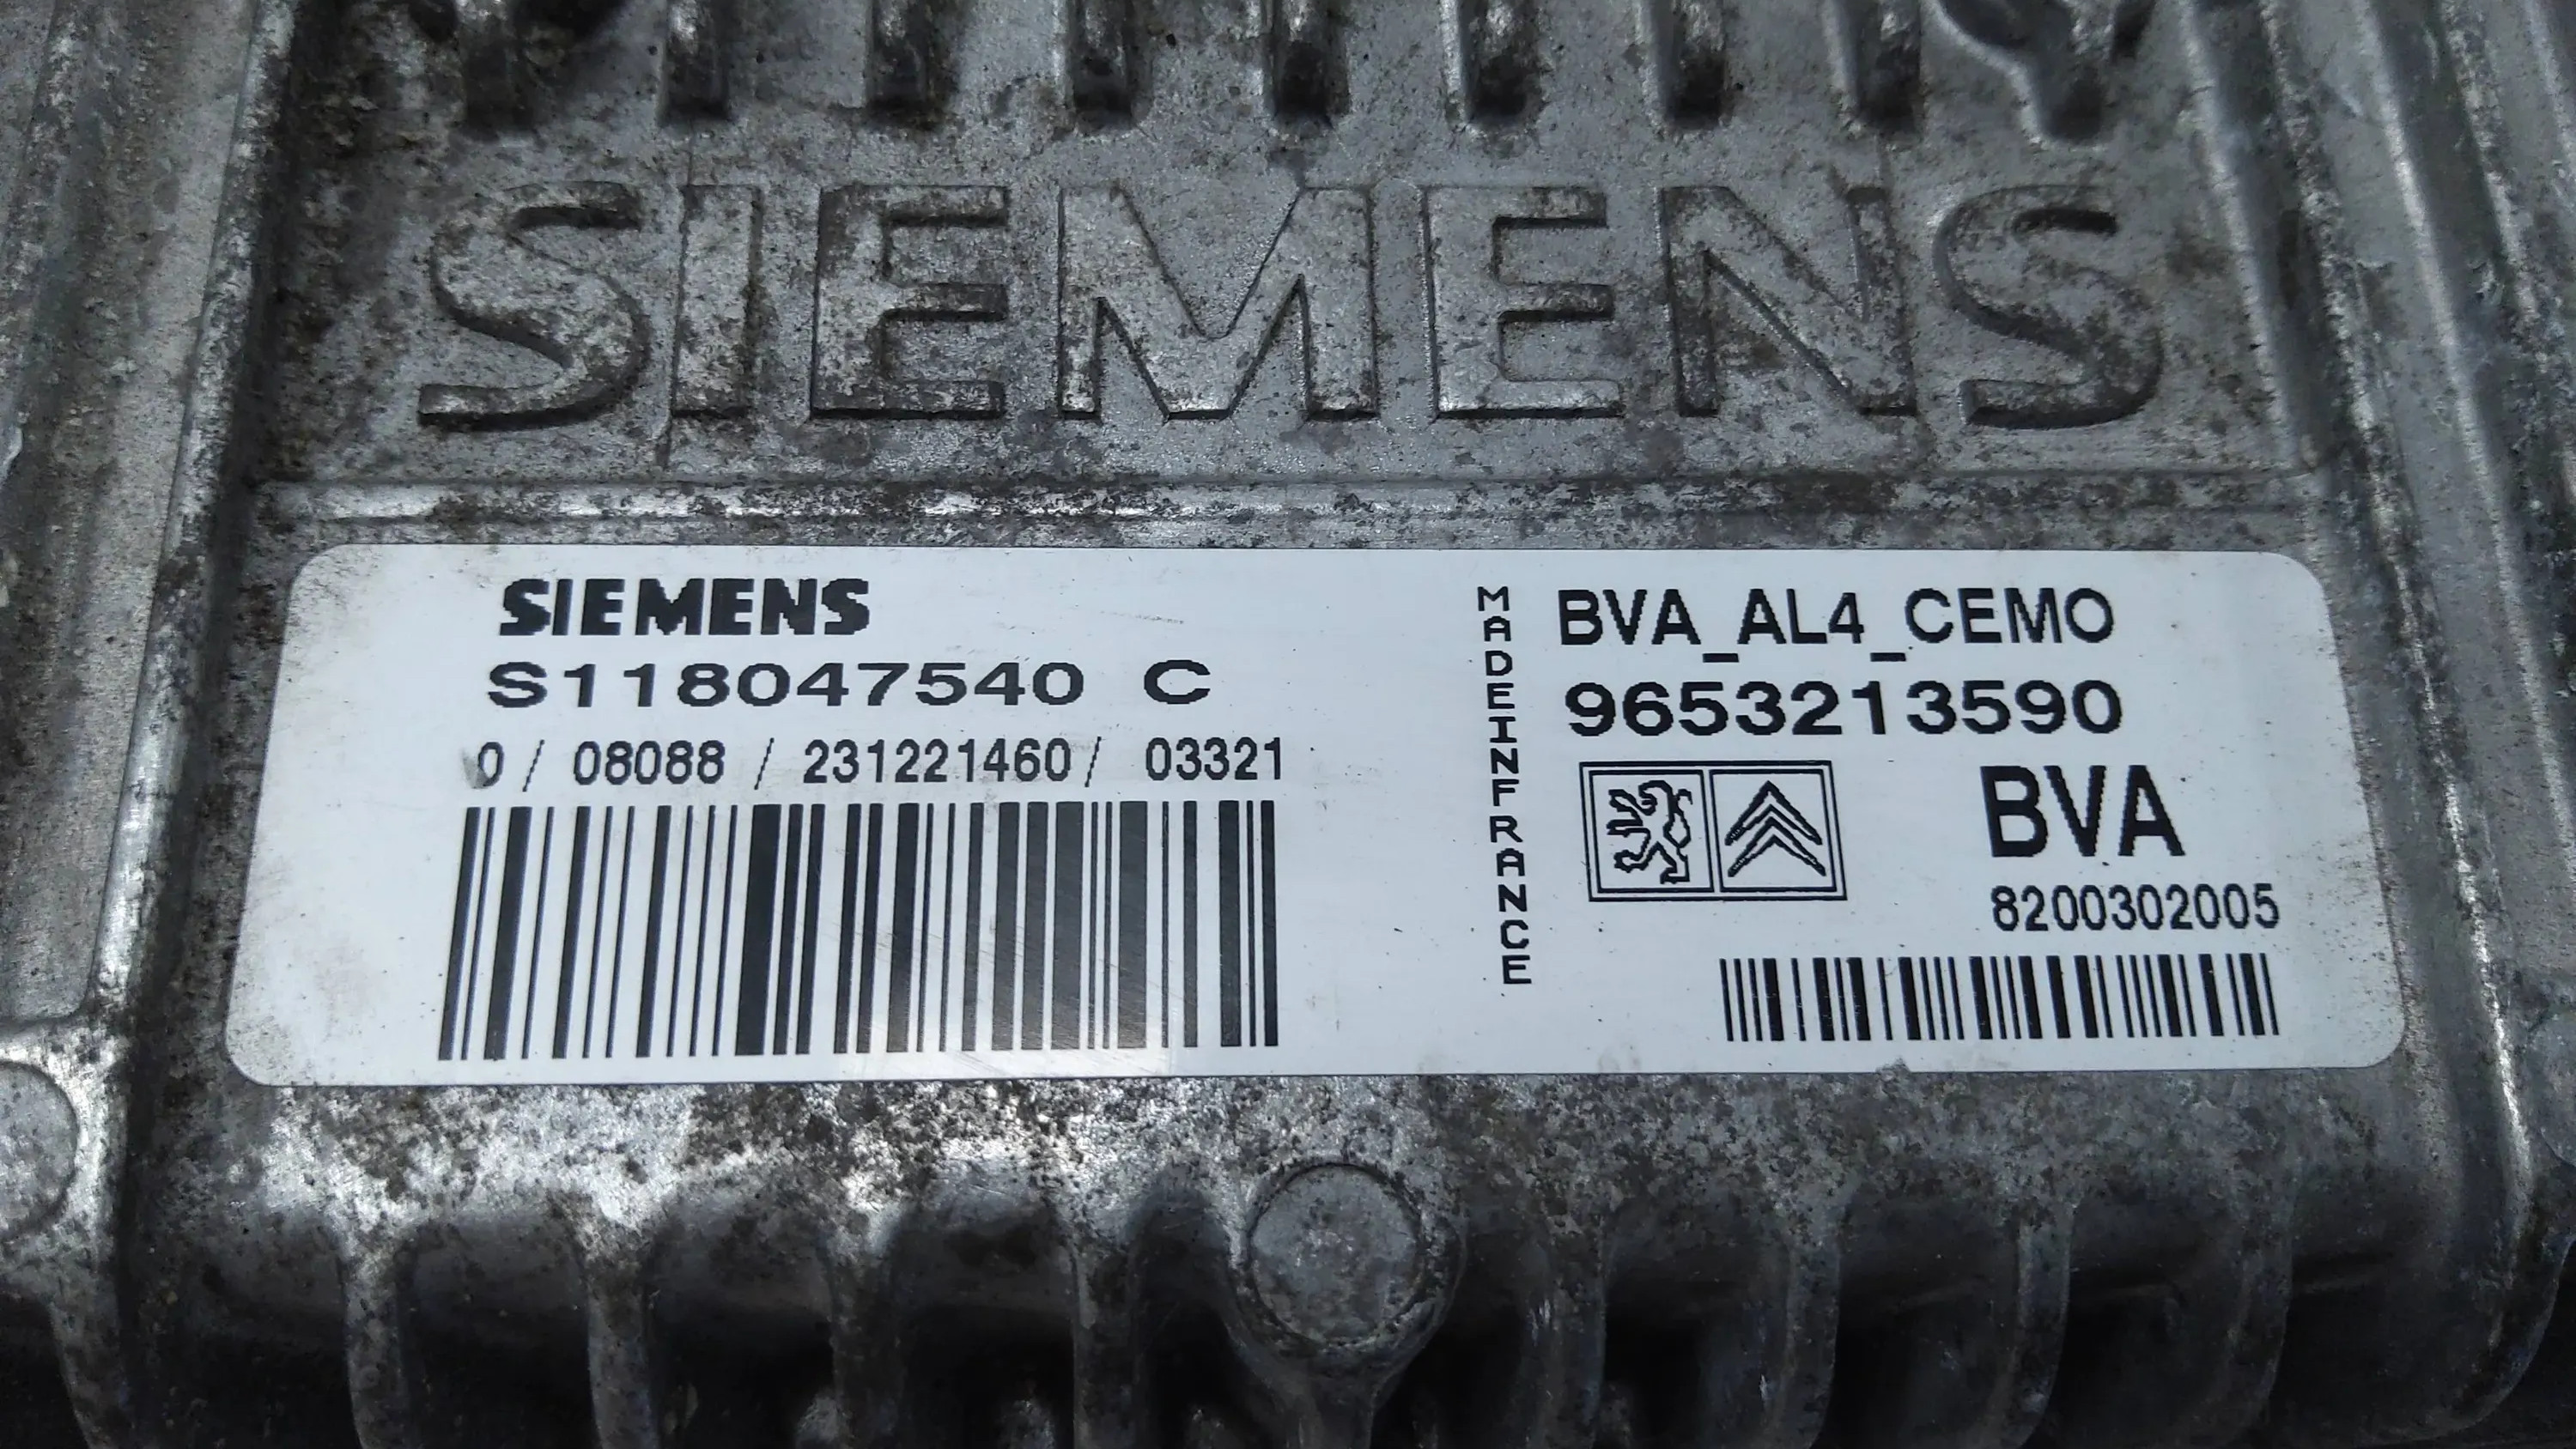 SIEMENS
SIEMENS
S118047540 C
0 / 08088 / 231221460 / 03321
MADEINFRANCE
BVA_AL4_CEMO
9653213590
BVA
8200302005